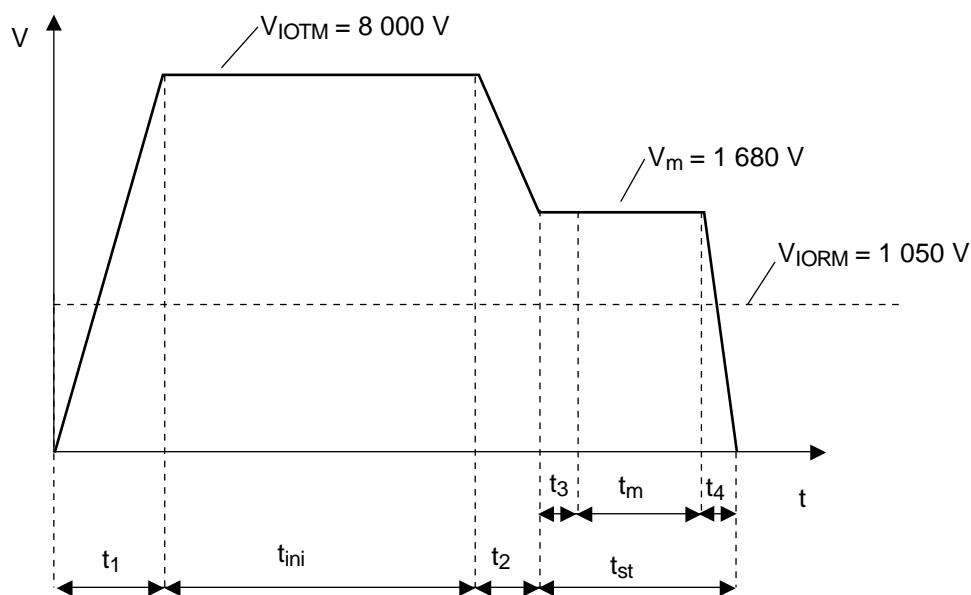 V_IOTM = 8 000 V
V
V_m = 1 680 V
V_IORM = 1 050 V
t_3
t_m
t_4
t
t_1
t_ini
t_2
t_st